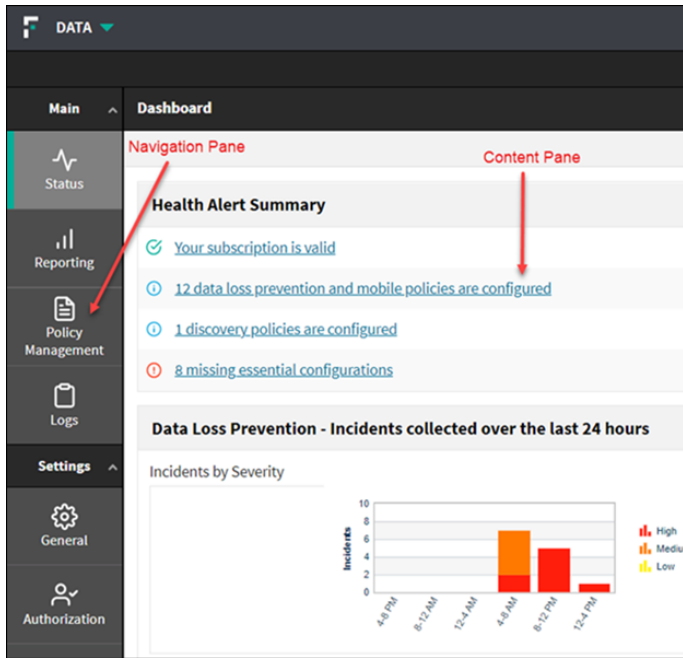 DATA
Main
Dashboard
Navigation Pane
Content Pane
Status
Health Alert Summary
Your subscription is valid
Reporting
12 data loss prevention and mobile policies are configured
Policy
Management
1 discovery policies are configured
8 missing essential configurations
Logs
Data Loss Prevention - Incidents collected over the last 24 hours
Settings
Incidents by Severity
General
Authorization
Incidents
10
8
6
4
2
0
4-8 PM
8-12 AM
12-4 AM
4-8 AM
8-12 PM
12-4 PM
High
Mediu
Low